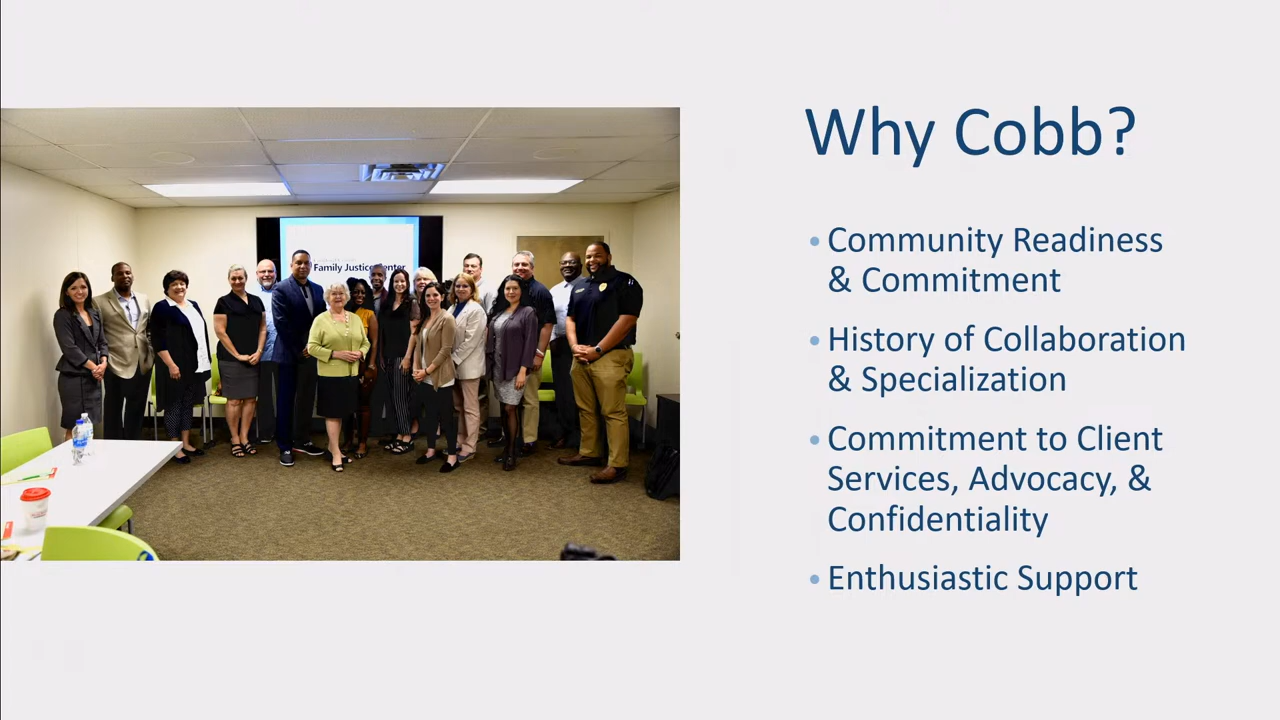 Family Justice Center
Why Cobb?
• Community Readiness
& Commitment
• History of Collaboration
& Specialization
• Commitment to Client
Services, Advocacy, &
Confidentiality
• Enthusiastic Support